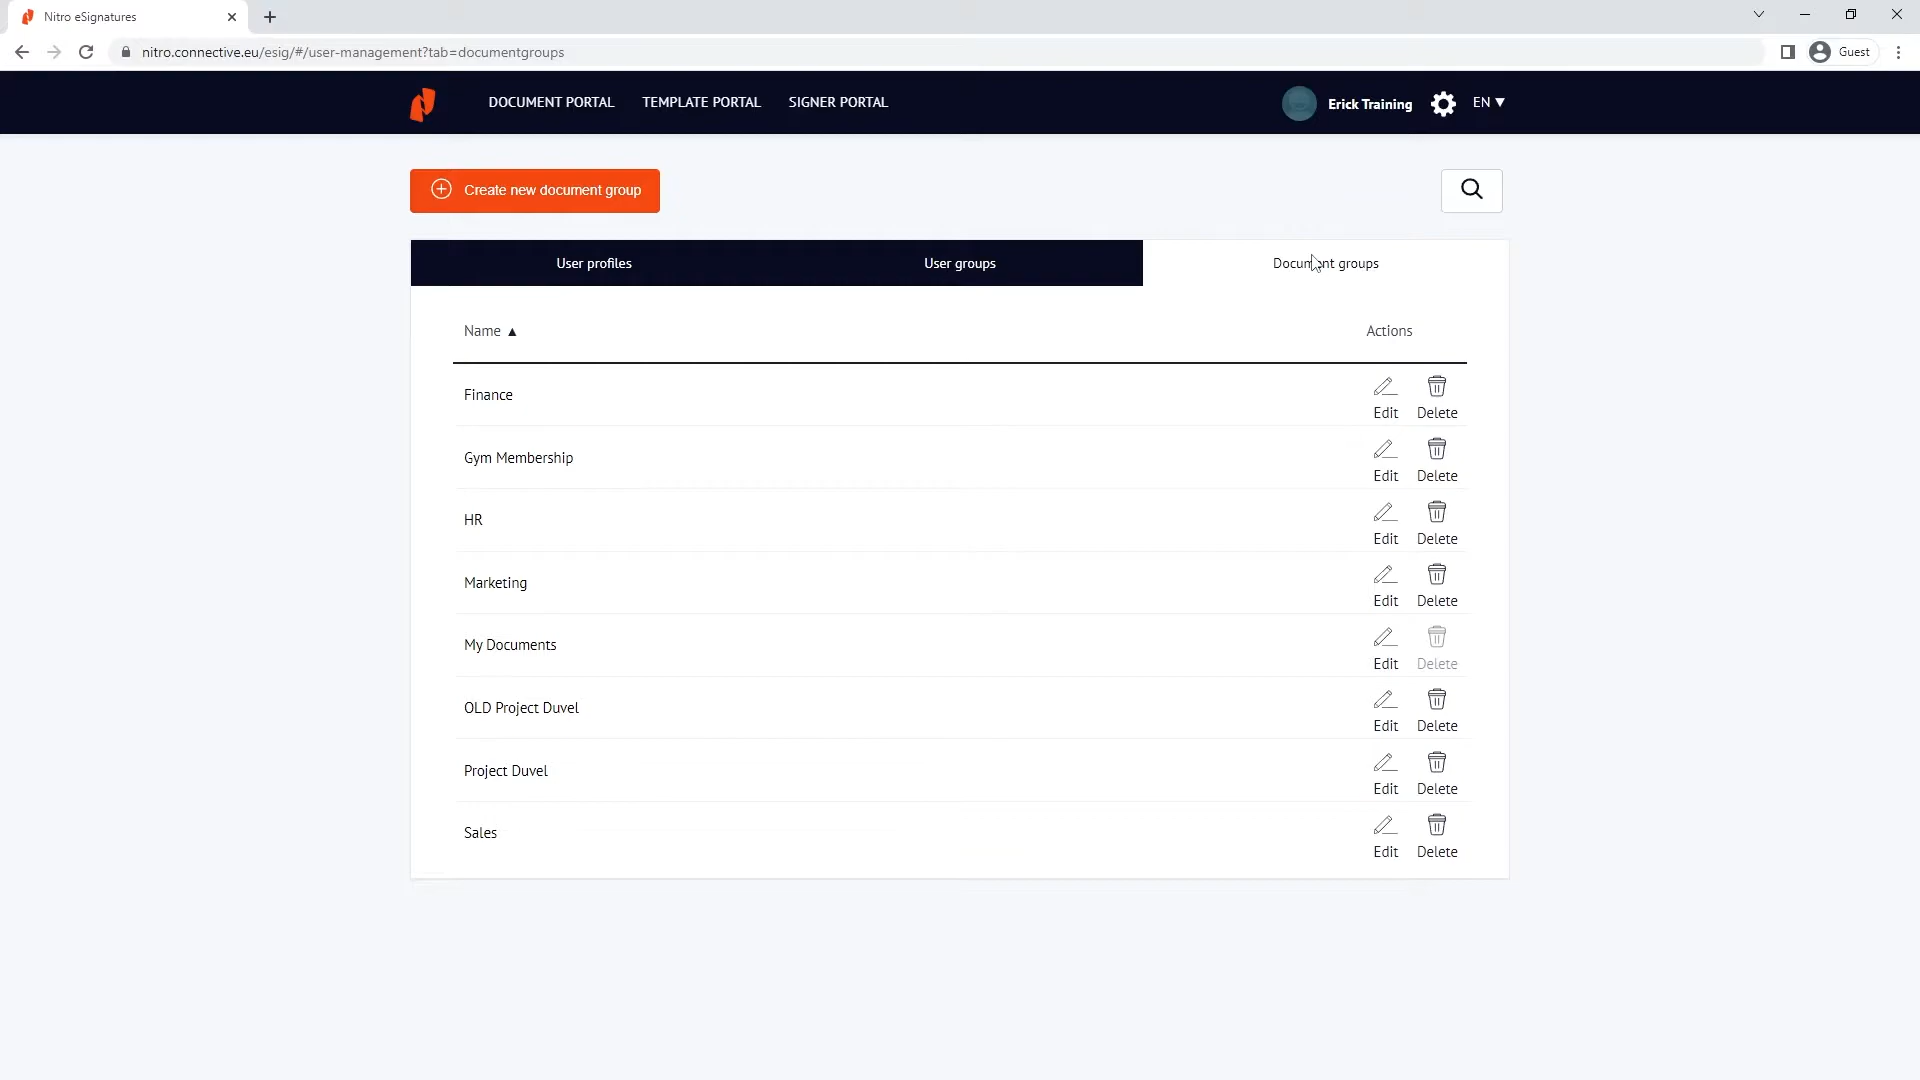 Nitro eSignatures
nitro.connective.eu/esig/#/user-management?tab=documentgroups
Guest
DOCUMENT PORTAL TEMPLATE PORTAL SIGNER PORTAL Erick Training EN ▼
Create new document group
User profiles User groups Document groups
Name ▲ Actions
Finance
Edit Delete
Gym Membership
Edit Delete
HR
Edit Delete
Marketing
Edit Delete
My Documents
Edit Delete
OLD Project Duvel
Edit Delete
Project Duvel
Edit Delete
Sales
Edit Delete